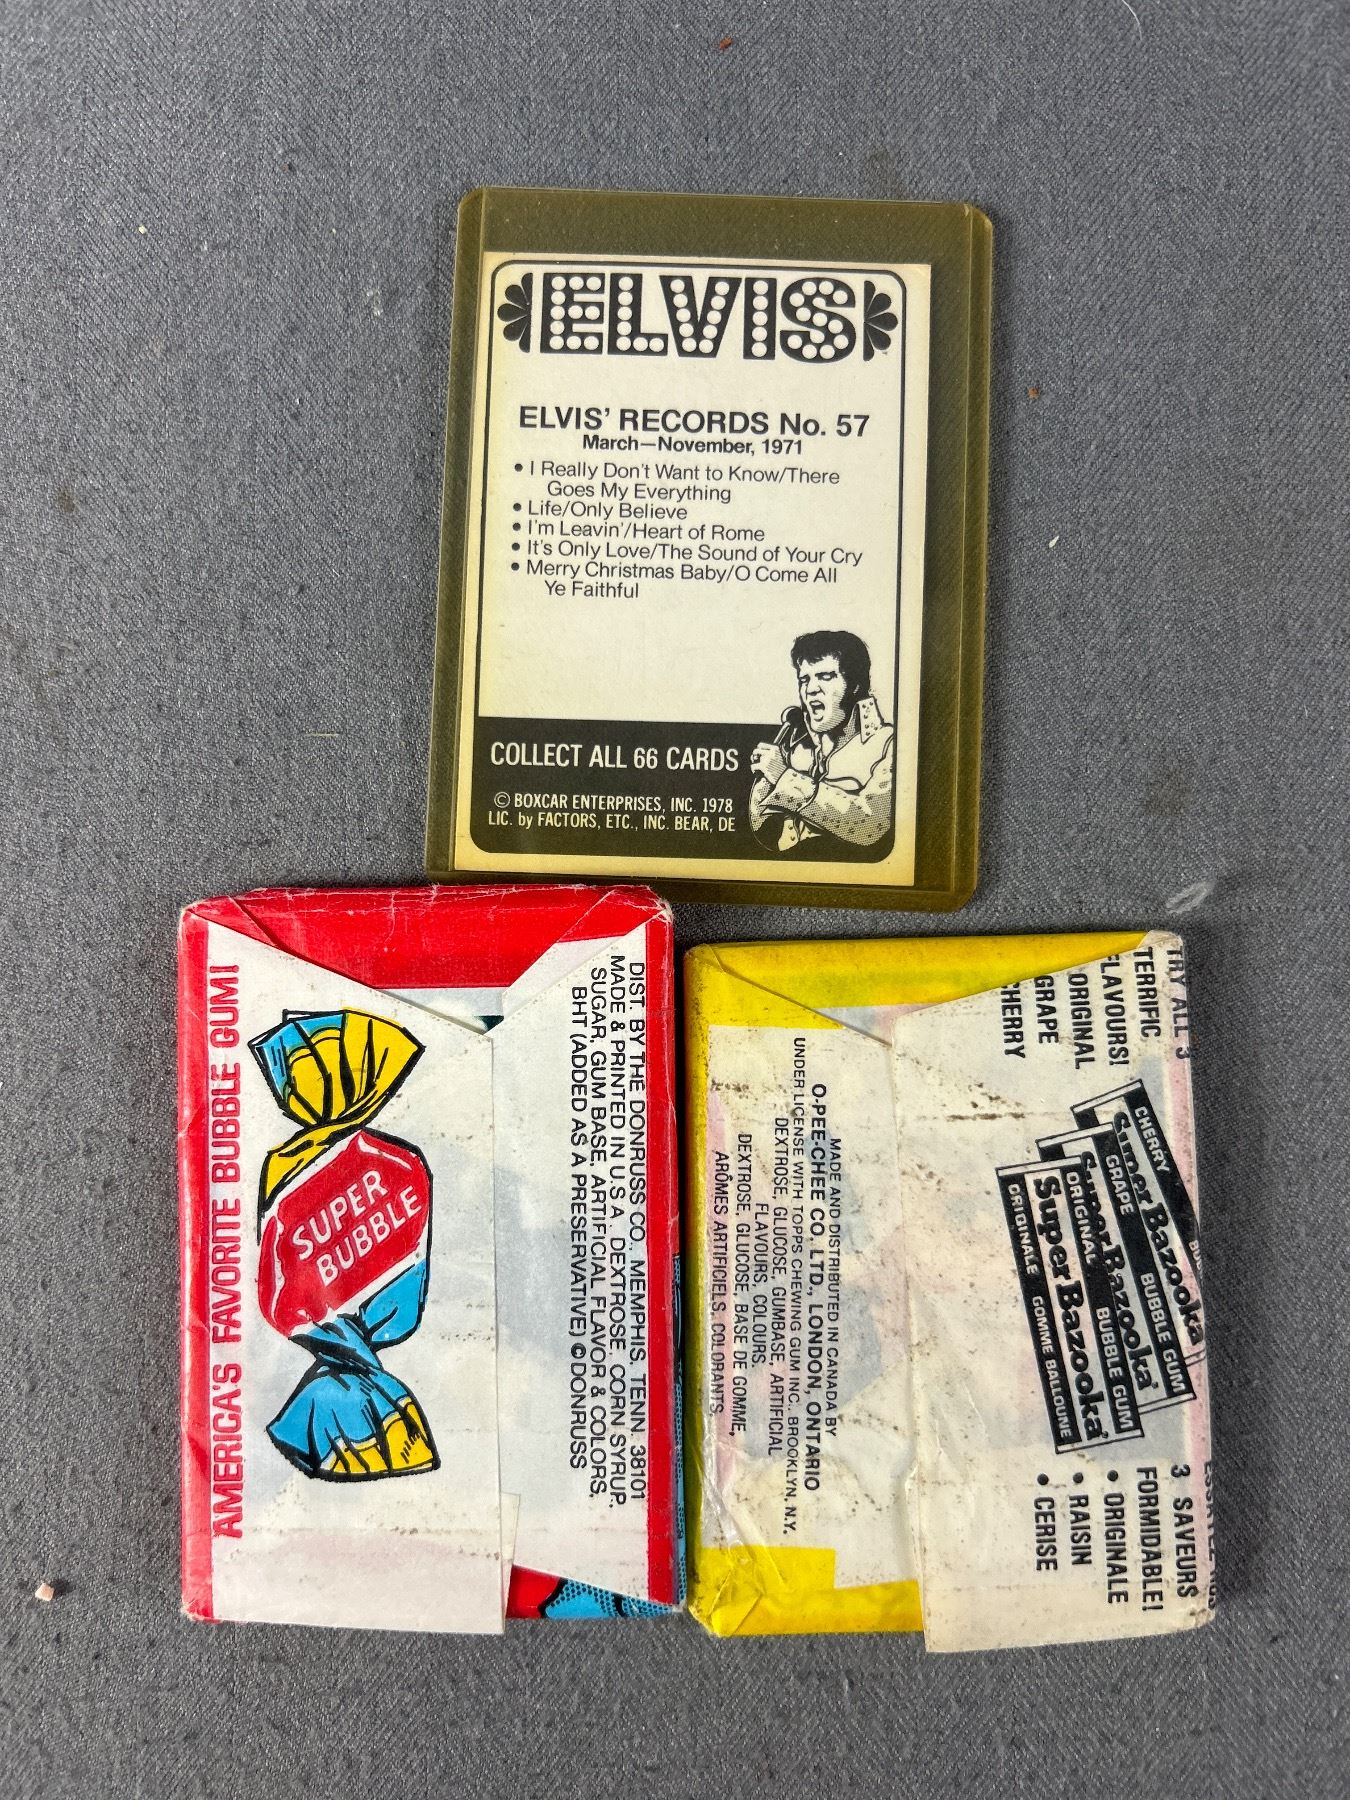 ELVIS
ELVIS' RECORDS No. 57
March—November, 1971
• I Really Don't Want to Know/There
Goes My Everything
• Life/Only Believe
• I'm Leavin'/Heart of Rome
• It's Only Love/The Sound of Your Cry
• Merry Christmas Baby/O Come All
Ye Faithful
COLLECT ALL 66 CARDS
© BOXCAR ENTERPRISES, INC. 1978
LIC. by FACTORS, ETC., INC. BEAR, DE
AMERICA'S FAVORITE BUBBLE GUM!
SUPER
BUBBLE
DIST. BY THE DONRUSS CO., MEMPHIS, TENN. 38101
MADE & PRINTED IN U.S.A. DEXTROSE, CORN SYRUP,
SUGAR, GUM BASE, ARTIFICIAL FLAVOR & COLORS,
BHT (ADDED AS A PRESERVATIVE) © DONRUSS
MADE AND DISTRIBUTED IN CANADA BY
O-PEE-CHEE CO. LTD., LONDON, ONTARIO
UNDER LICENSE WITH TOPPS CHEWING GUM INC., BROOKLYN, N.Y.
DEXTROSE, GLUCOSE, GUMBASE, ARTIFICIAL
FLAVOURS, COLOURS.
DEXTROSE, GLUCOSE, BASE DE GOMME,
ARÔMES ARTIFICIELS, COLORANTS
TRY ALL 3
TERRIFIC
FLAVOURS!
ORIGINAL
GRAPE
CHERRY
CHERRY
Super Bazooka
BUBBLE GUM
GRAPE
Super Bazooka
BUBBLE GUM
ORIGINAL
Super Bazooka
ORIGINALE GOMME BALLOUNE
3 SAVEURS
FORMIDABLE!
• ORIGINALE
• RAISIN
• CERISE